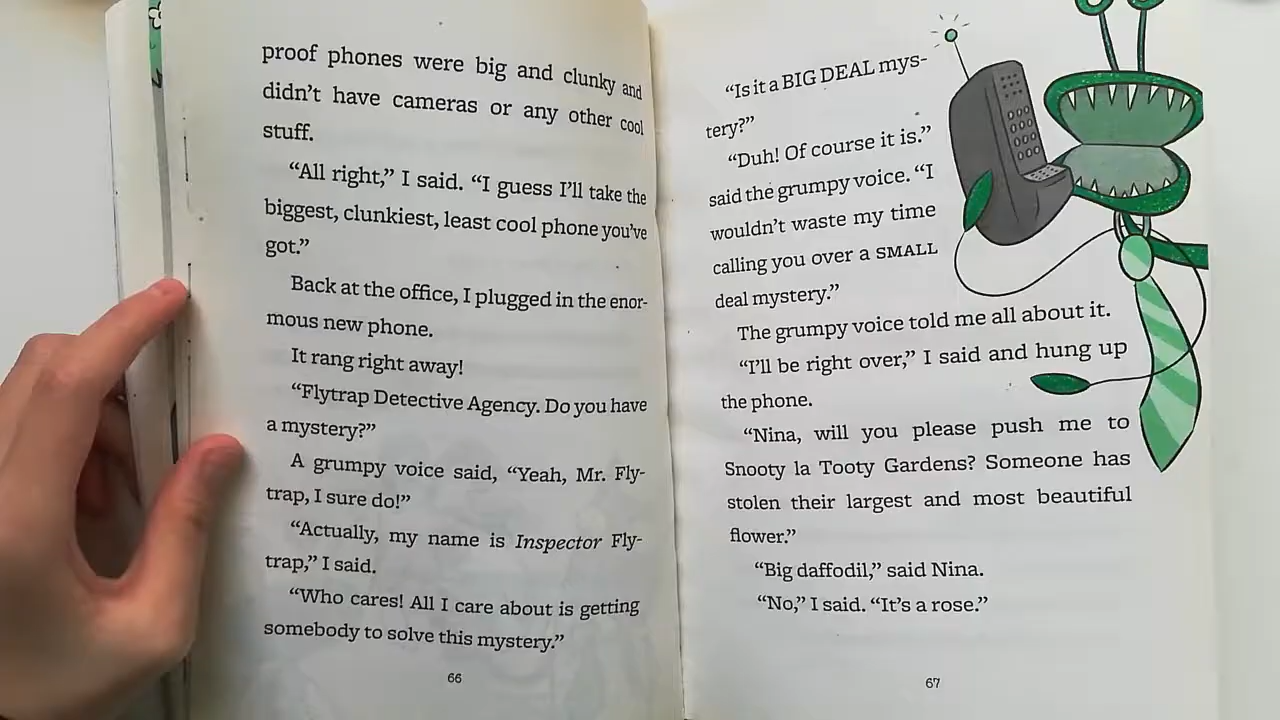 proof phones were big and clunky and
didn’t have cameras or any other cool
stuff.
“All right,” I said. “I guess I’ll take the
biggest, clunkiest, least cool phone you’ve
got.”
Back at the office, I plugged in the enor-
mous new phone.
It rang right away!
“Flytrap Detective Agency. Do you have
a mystery?”
A grumpy voice said, “Yeah, Mr. Fly-
trap, I sure do!”
“Actually, my name is Inspector Fly-
trap,” I said.
“Who cares! All I care about is getting
somebody to solve this mystery.”
66
“Is it a BIG DEAL mys-
tery?”
“Duh! Of course it is.”
said the grumpy voice. “I
wouldn’t waste my time
calling you over a SMALL
deal mystery.”
The grumpy voice told me all about it.
“I’ll be right over,” I said and hung up
the phone.
“Nina, will you please push me to
Snooty la Tooty Gardens? Someone has
stolen their largest and most beautiful
flower.”
“Big daffodil,” said Nina.
“No,” I said. “It’s a rose.”
67